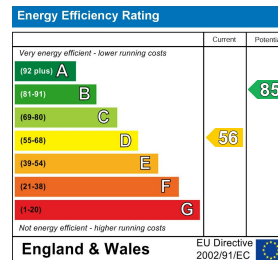 Energy Efficiency Rating
Current
Very energy efficient - lower running costs
(92 plus) A
(81-91) B
85
(69-80) C
(55-68) D
56
(39-54) E
(21-38) F
(1-20) G
Not energy efficient - higher running costs
England & Wales
EU Directive
2002/91/EC